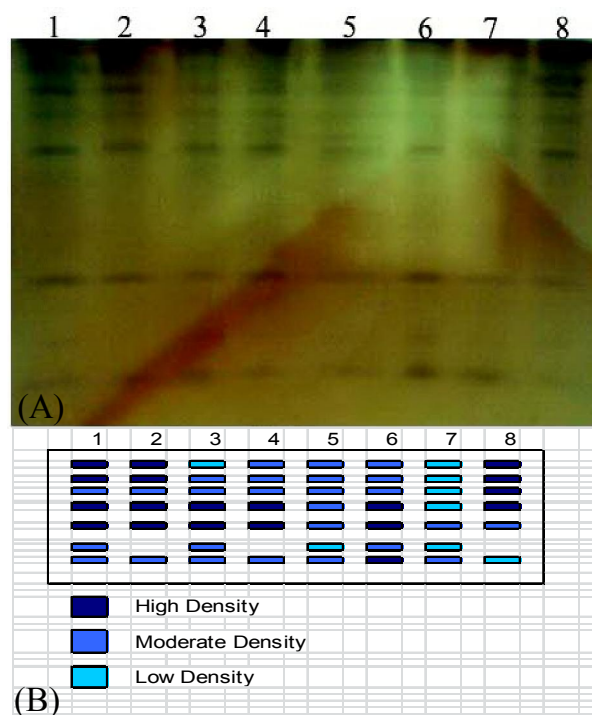 1 2 3 4 5 6 7 8
(A)
1 2 3 4 5 6 7 8
High Density
Moderate Density
Low Density
(B)